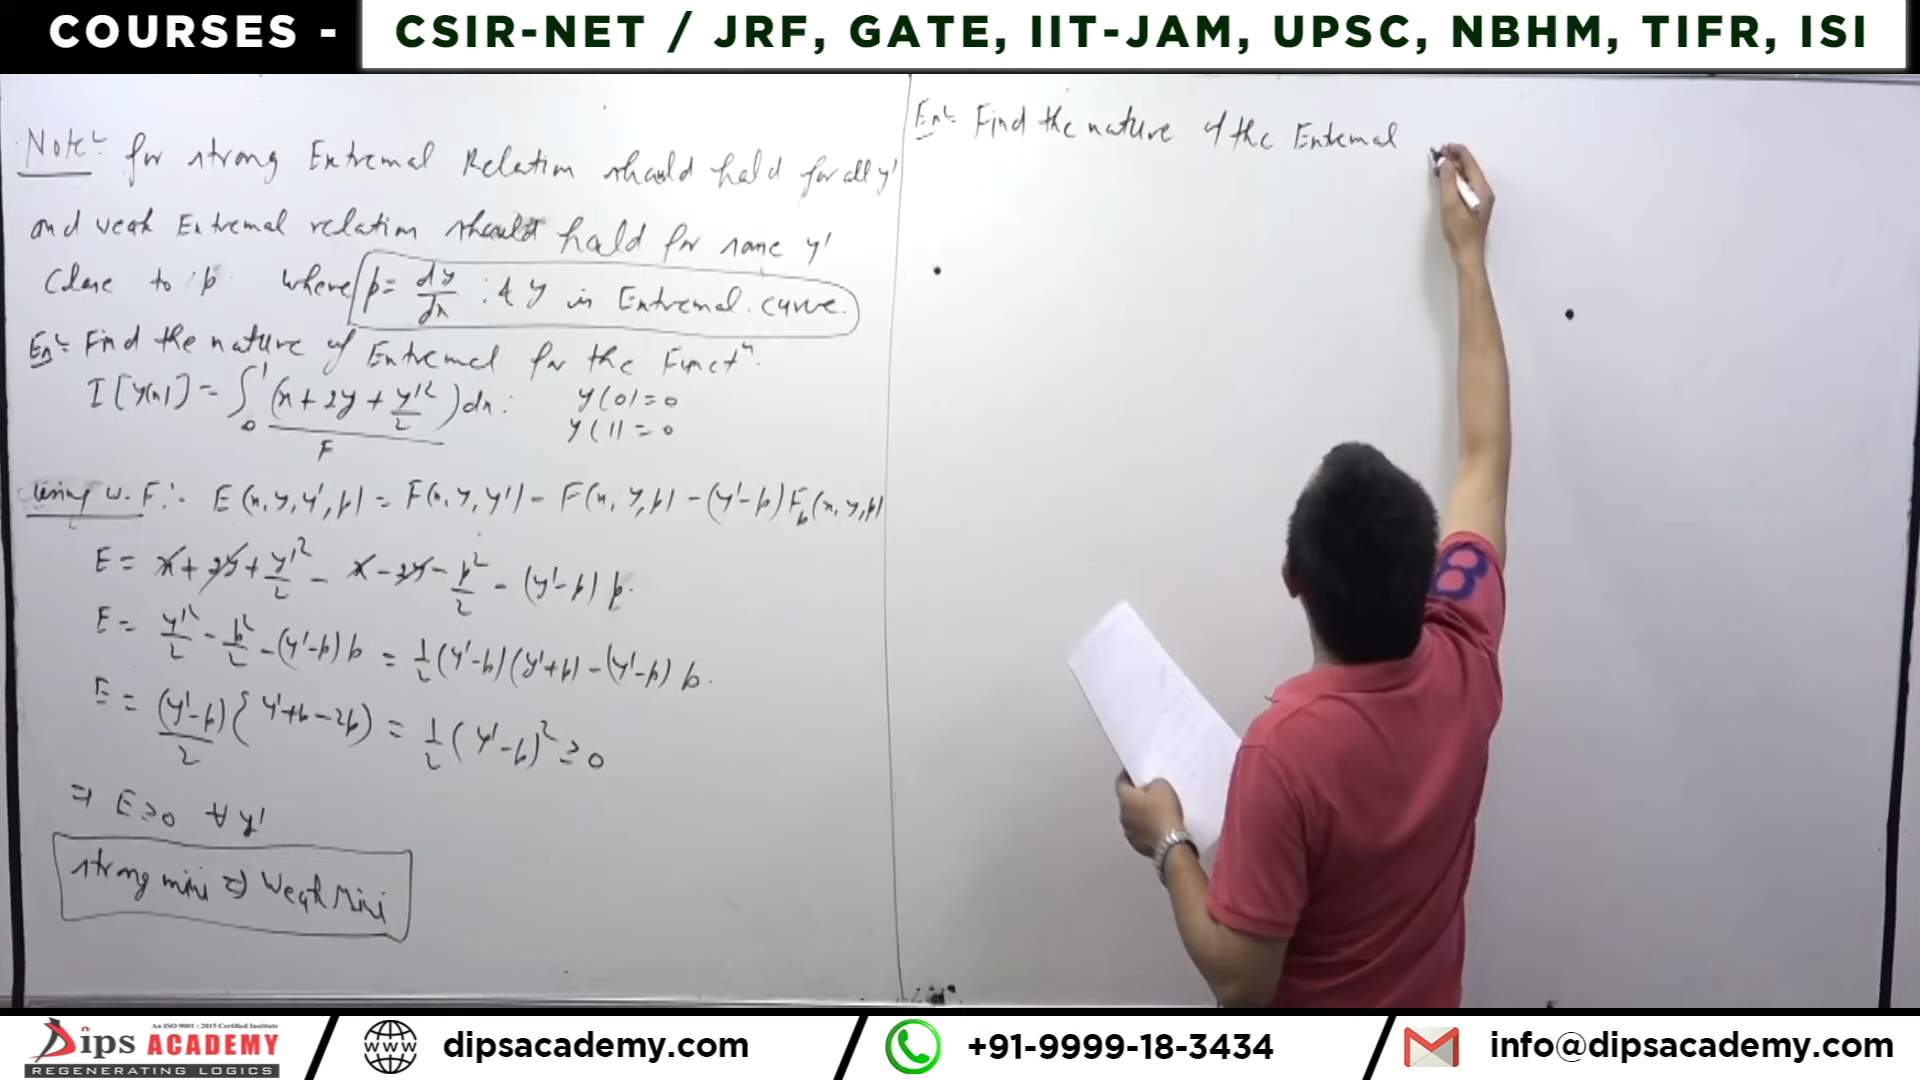 COURSES -
CSIR-NET / JRF, GATE, IIT-JAM, UPSC, NBHM, TIFR, ISI
Note:- for strong Extremal Relation should hold for all y'
and weak Extremal relation should hold for some y'
Close to p. where p = dy/dx : & y is Extremal curve.
Ex:- Find the nature of Extremal for the Functⁿ.
I[y(x)] = ∫₀¹ (x + 2y + y'²/2) dx : y(0) = 0
F y(1) = 0
Using W. F:- E(x, y, y', p) = F(x, y, y') - F(x, y, p) - (y'-p) Fₚ(x, y, p)
E = x + 2y + y'²/2 - x - 2y - p²/2 - (y'-p) p.
E = y'²/2 - p²/2 - (y'-p) p = 1/2 (y'-p)(y'+p) - (y'-p) p.
E = (y'-p)/2 { y'+p-2p) = 1/2 (y'-p)² ≥ 0
⇒ E ≥ 0 ∀ y'
strong mini ⇒ Weak Mini
Ex:- Find the nature of the Extremal
B
Dips ACADEMY
An ISO 9001 : 2015 Certified Institute
REGENERATING LOGICS
WWW
dipsacademy.com
+91-9999-18-3434
info@dipsacademy.com